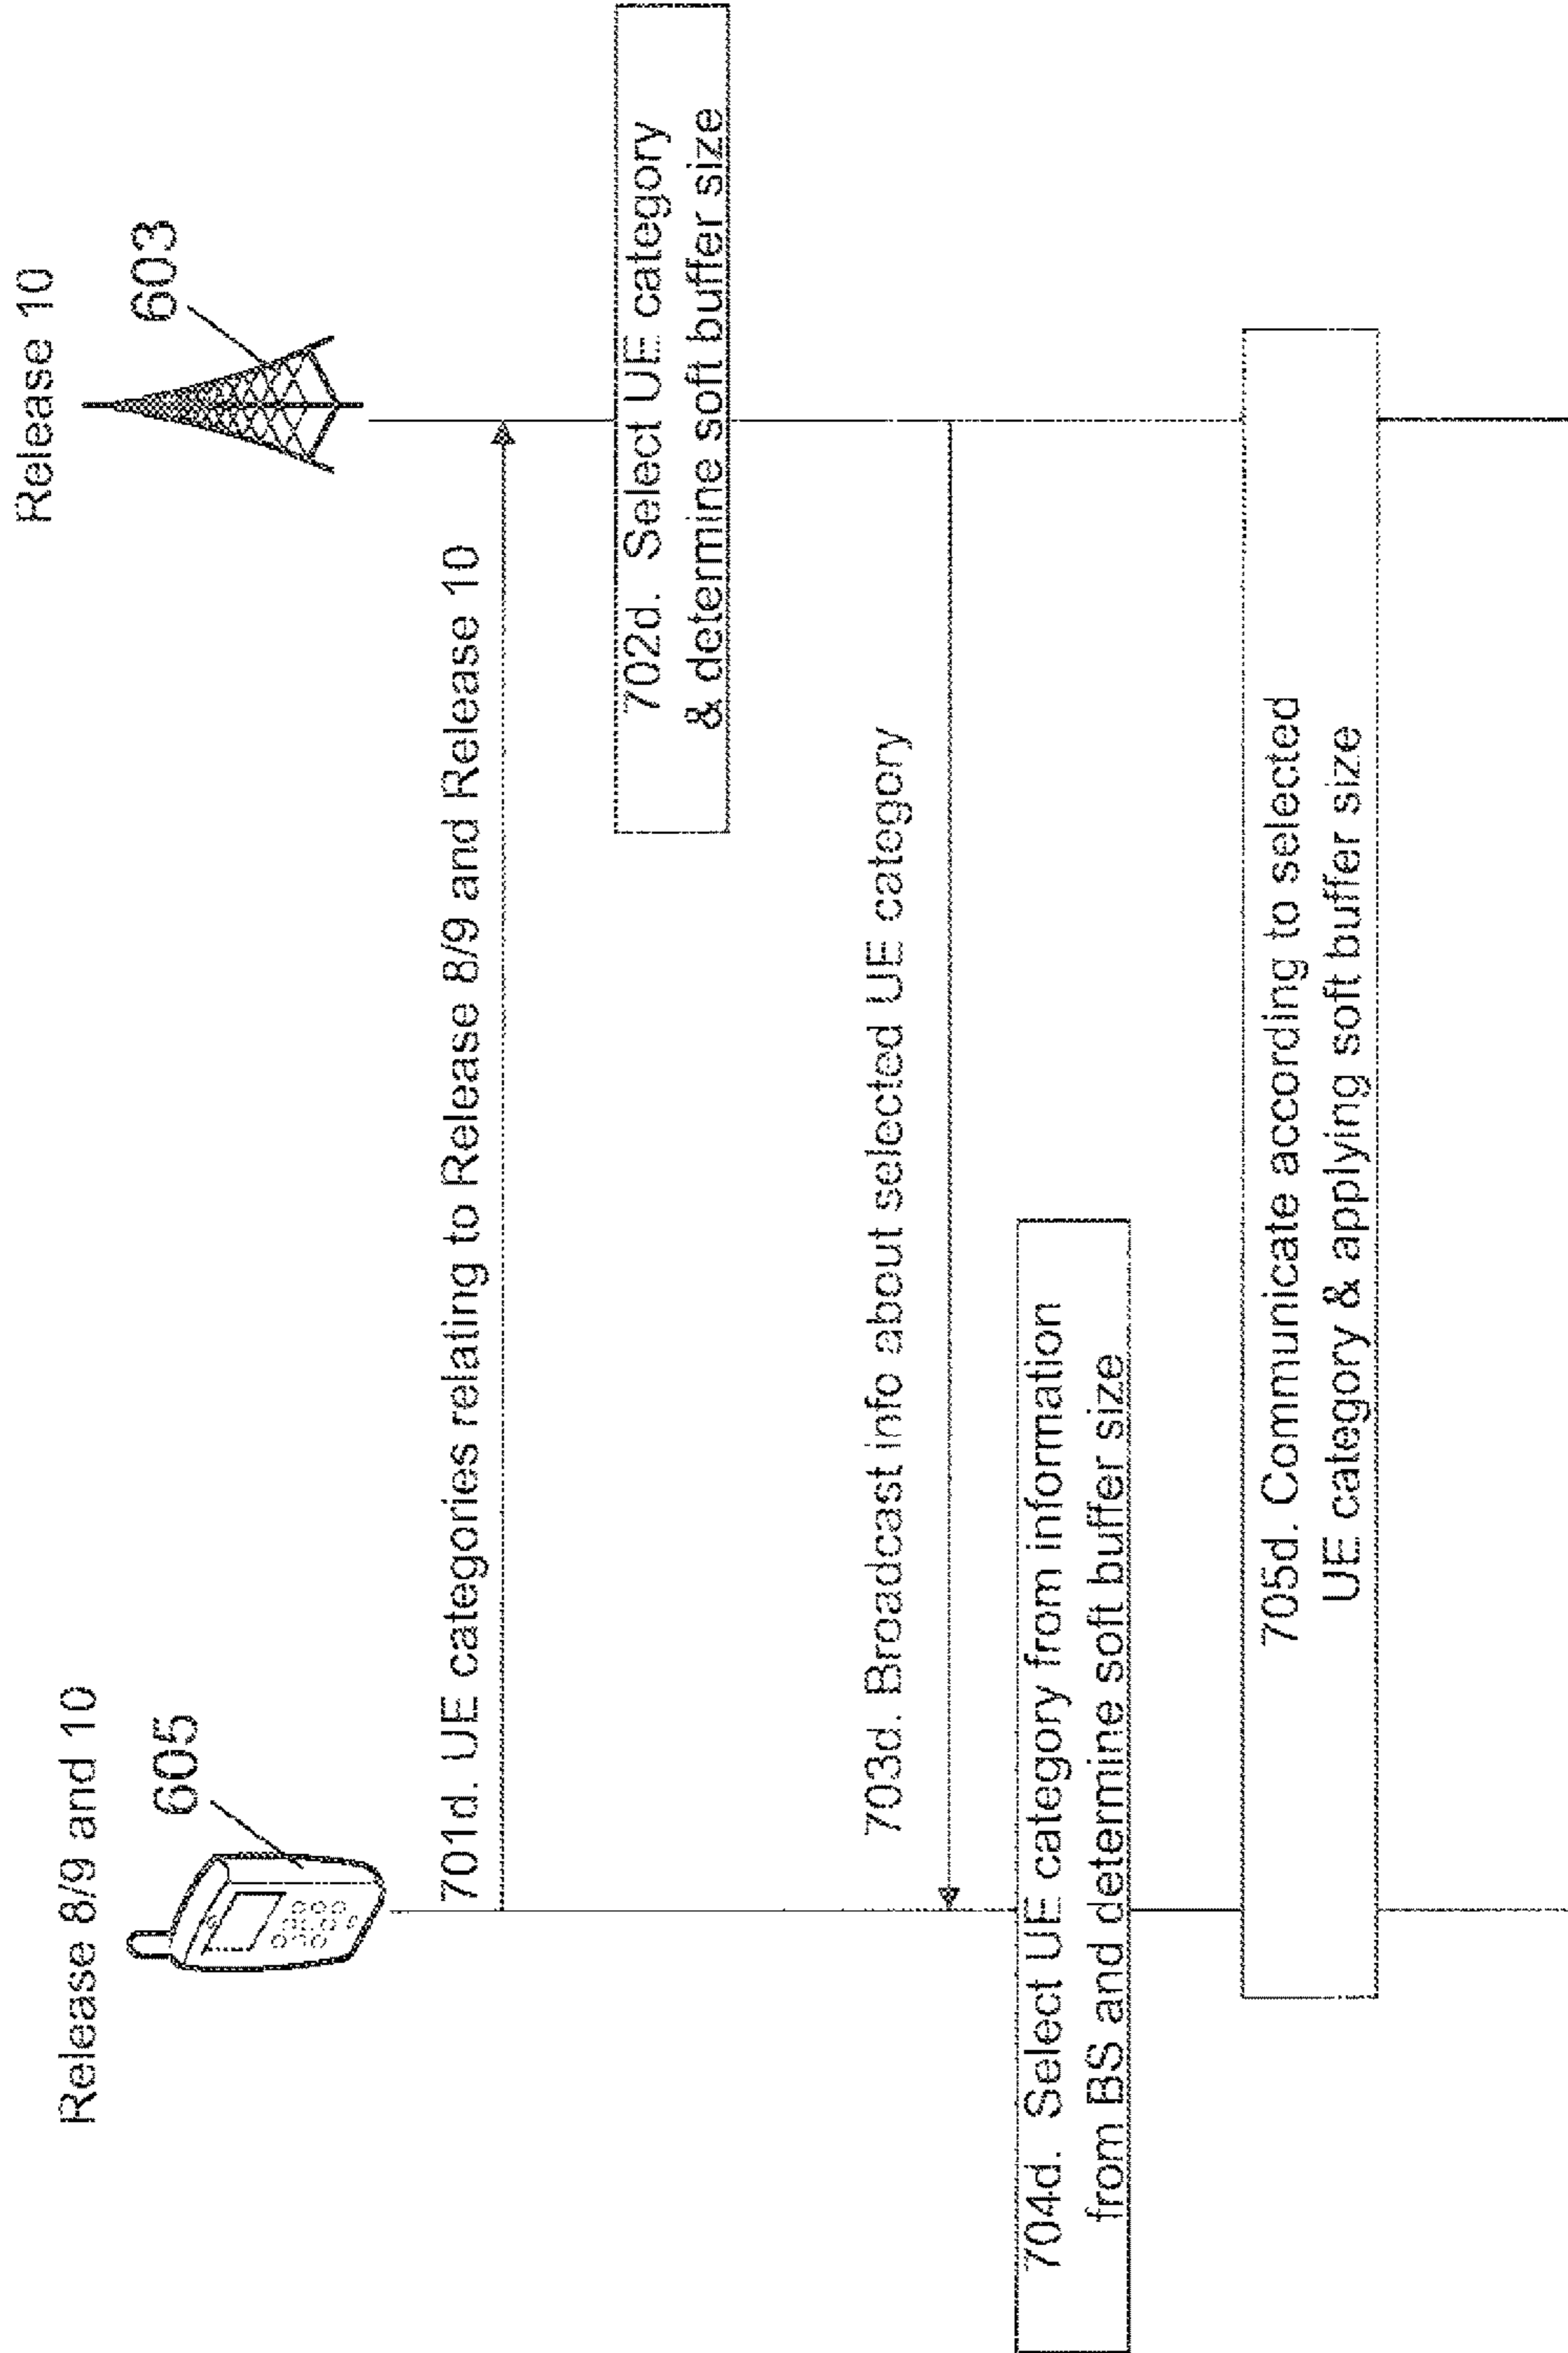 Release 8/9 and 10
Release 10
605
603
701d. UE categories relating to Release 8/9 and Release 10
702d. Select UE category
& determine soft buffer size
703d. Broadcast info about selected UE category
704d. Select UE category from information
from BS and determine soft buffer size
705d. Communicate according to selected
UE category & applying soft buffer size